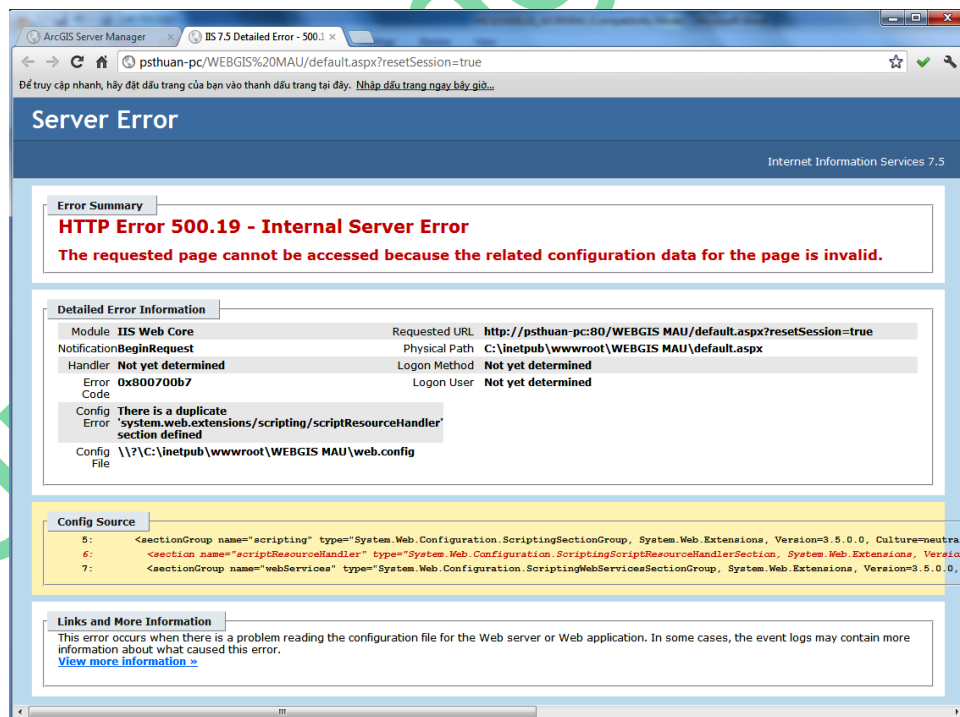 ArcGIS Server Manager
IIS 7.5 Detailed Error - 500.1
psthuan-pc/WEBGIS%20MAU/default.aspx?resetSession=true
Để truy cập nhanh, hãy đặt dấu trang của bạn vào thanh dấu trang tại đây. Nhập dấu trang ngay bây giờ...
Server Error
Internet Information Services 7.5
Error Summary
HTTP Error 500.19 - Internal Server Error
The requested page cannot be accessed because the related configuration data for the page is invalid.
Detailed Error Information
Module IIS Web Core
Notification BeginRequest
Handler Not yet determined
Error Code 0x800700b7
Config Error There is a duplicate
'system.web.extensions/scripting/scriptResourceHandler'
section defined
Config File \\?\C:\inetpub\wwwroot\WEBGIS MAU\web.config
Requested URL http://psthuan-pc:80/WEBGIS MAU/default.aspx?resetSession=true
Physical Path C:\inetpub\wwwroot\WEBGIS MAU\default.aspx
Logon Method Not yet determined
Logon User Not yet determined
Config Source
5: <sectionGroup name="scripting" type="System.Web.Configuration.ScriptingSectionGroup, System.Web.Extensions, Version=3.5.0.0, Culture=neutra
6: <section name="scriptResourceHandler" type="System.Web.Configuration.ScriptingScriptResourceHandlerSection, System.Web.Extensions, Versio
7: <sectionGroup name="webServices" type="System.Web.Configuration.ScriptingWebServicesSectionGroup, System.Web.Extensions, Version=3.5.0.0,
Links and More Information
This error occurs when there is a problem reading the configuration file for the Web server or Web application. In some cases, the event logs may contain more
information about what caused this error.
View more information »